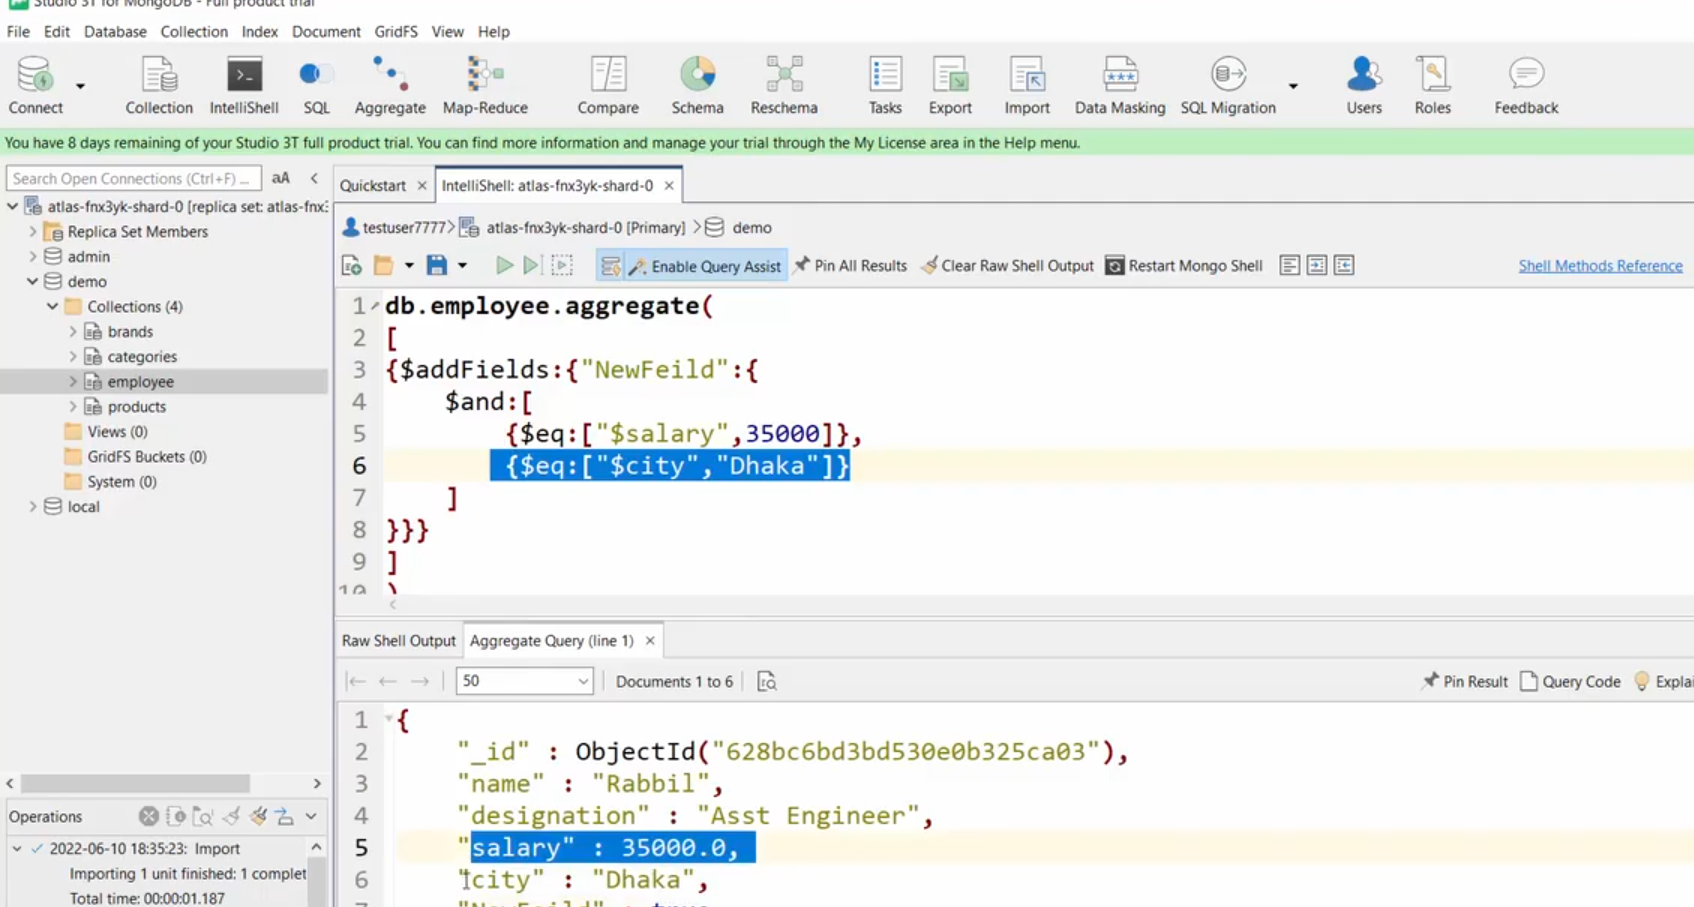 Studio 3T for MongoDB - Full product trial
File Edit Database Collection Index Document GridFS View Help
Connect Collection IntelliShell SQL Aggregate Map-Reduce Compare Schema Reschema Tasks Export Import Data Masking SQL Migration Users Roles Feedback
You have 8 days remaining of your Studio 3T full product trial. You can find more information and manage your trial through the My License area in the Help menu.
Search Open Connections (Ctrl+F) ... aA
atlas-fnx3yk-shard-0 [replica set: atlas-fnx3
Replica Set Members
admin
demo
Collections (4)
brands
categories
employee
products
Views (0)
GridFS Buckets (0)
System (0)
local
Operations
2022-06-10 18:35:23: Import
Importing 1 unit finished: 1 complet
Total time: 00:00:01.187
Quickstart IntelliShell: atlas-fnx3yk-shard-0
testuser7777 atlas-fnx3yk-shard-0 [Primary] demo
Enable Query Assist Pin All Results Clear Raw Shell Output Restart Mongo Shell Shell Methods Reference
1 db.employee.aggregate(
2 [
3 {$addFields:{"NewFeild":{
4 $and:[
5 {$eq:["$salary",35000]},
6 {$eq:["$city","Dhaka"]}
7 ]
8 }}}
9 ]
10 )
Raw Shell Output Aggregate Query (line 1)
50 Documents 1 to 6 Pin Result Query Code Explai
1 {
2 "_id" : ObjectId("628bc6bd3bd530e0b325ca03"),
3 "name" : "Rabbil",
4 "designation" : "Asst Engineer",
5 "salary" : 35000.0,
6 "city" : "Dhaka",
7 "NewFeild" : true